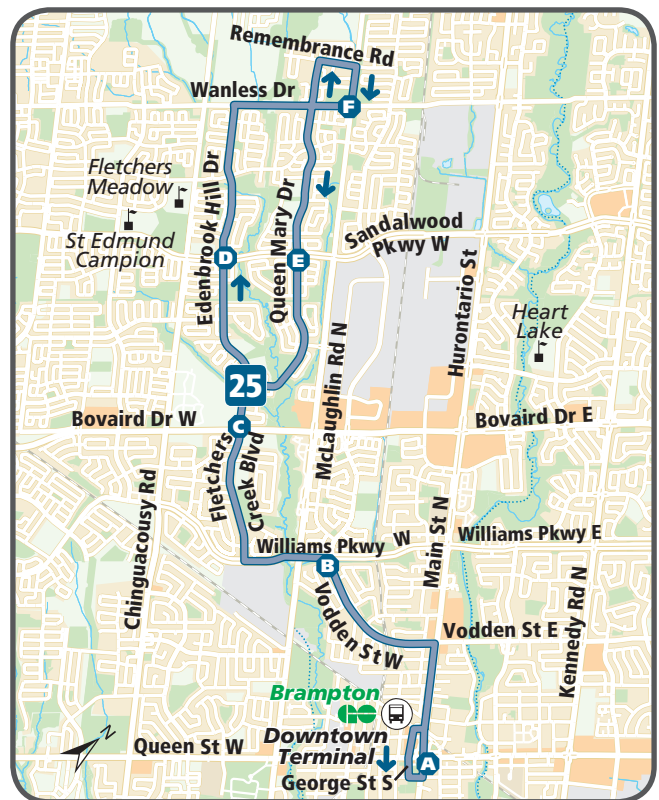 Remembrance Rd
Wanless Dr
F
Fletchers
Meadow
St Edmund
Campion
Edenbrook Hill Dr
Queen Mary Dr
Sandalwood
Pkwy W
D
E
Hurontario St
Heart
Lake
25
McLaughlin Rd N
Bovaird Dr W
Bovaird Dr E
C
Fletchers
Creek Blvd
Chinguacousy Rd
Williams Pkwy W
Williams Pkwy E
B
Main St N
Vodden St W
Vodden St E
Kennedy Rd N
Brampton
GO
Downtown
Terminal
N
Queen St W
A
George St S